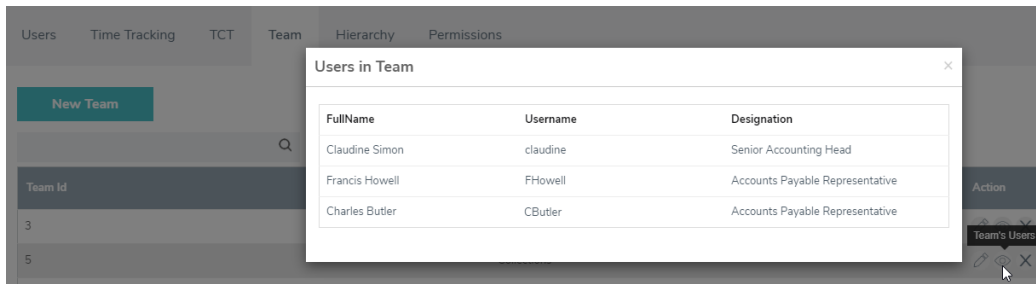 Users Time Tracking TCT Team Hierarchy Permissions
Users in Team ×
New Team
FullName Username Designation
Claudine Simon claudine Senior Accounting Head
Francis Howell FHowell Accounts Payable Representative
Charles Butler CButler Accounts Payable Representative
Team Id Action
3
Team's Users
5